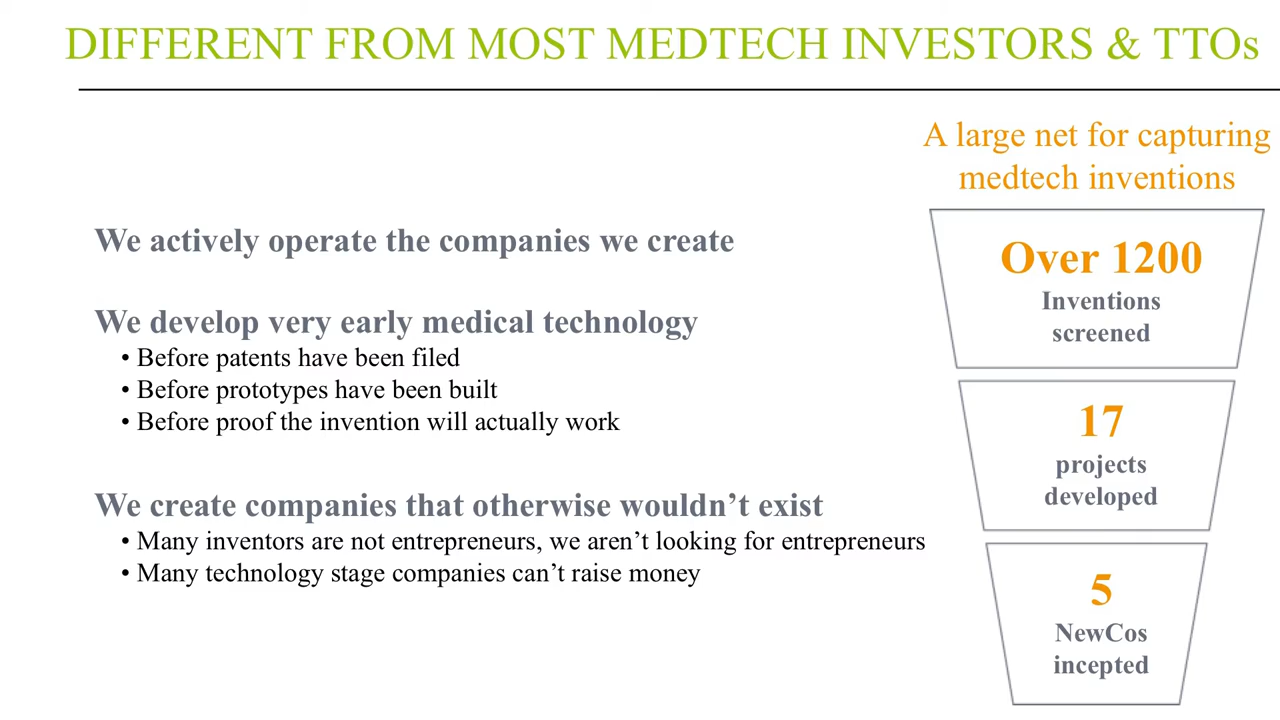 DIFFERENT FROM MOST MEDTECH INVESTORS & TTOs
We actively operate the companies we create
We develop very early medical technology
• Before patents have been filed
• Before prototypes have been built
• Before proof the invention will actually work
We create companies that otherwise wouldn’t exist
• Many inventors are not entrepreneurs, we aren’t looking for entrepreneurs
• Many technology stage companies can’t raise money
A large net for capturing
medtech inventions
Over 1200
Inventions
screened
17
projects
developed
5
NewCos
incepted